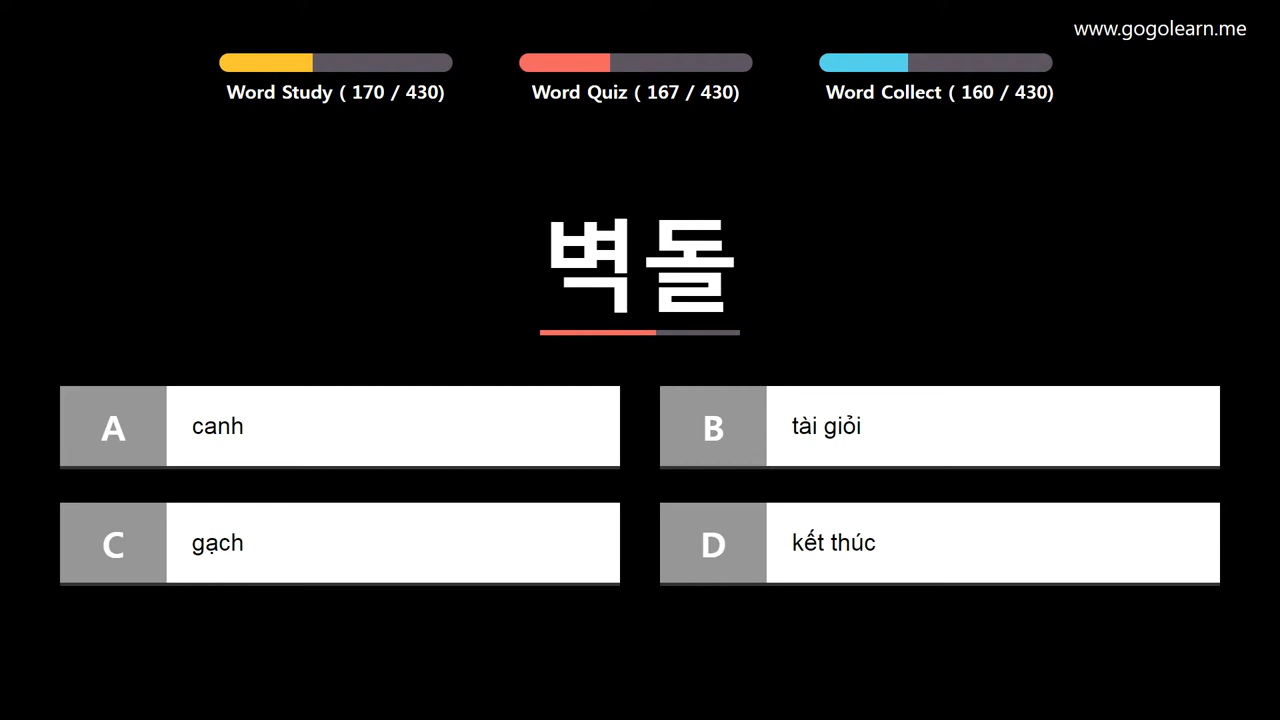 www.gogolearn.me
Word Study ( 170 / 430)
Word Quiz ( 167 / 430)
Word Collect ( 160 / 430)
벽돌
A canh
B tài giỏi
C gạch
D kết thúc